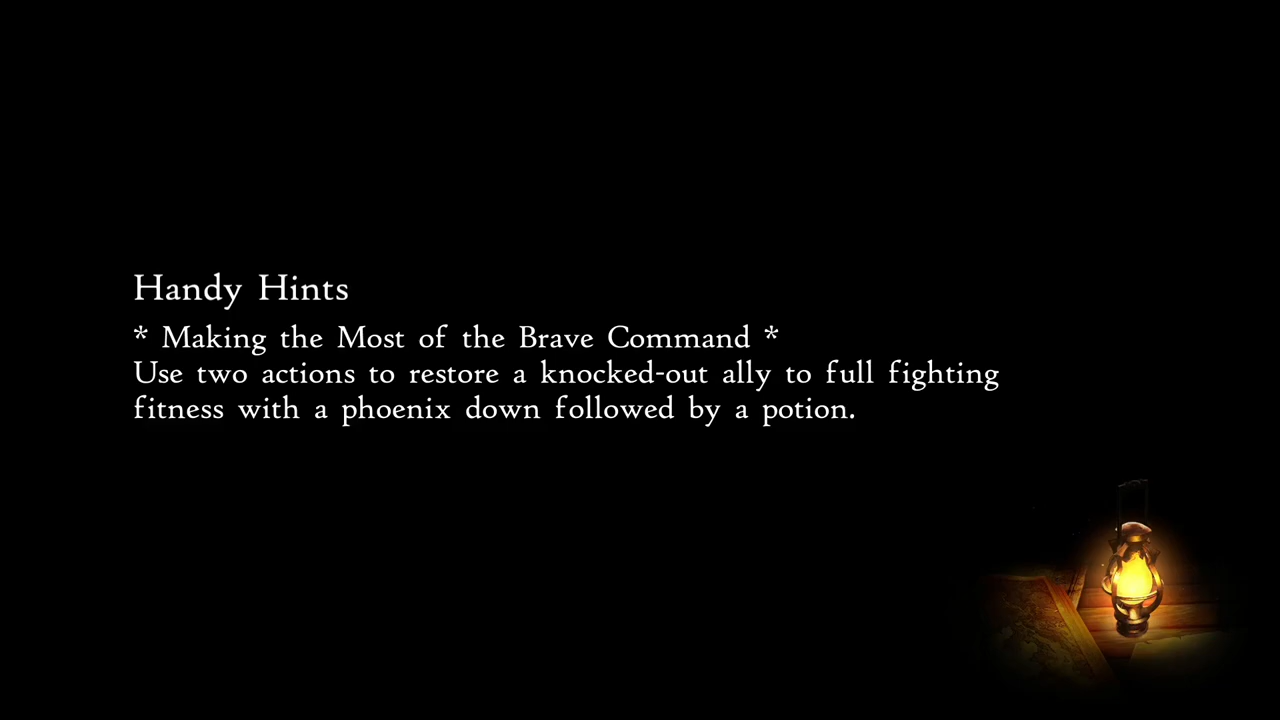 Handy Hints
* Making the Most of the Brave Command *
Use two actions to restore a knocked-out ally to full fighting
fitness with a phoenix down followed by a potion.